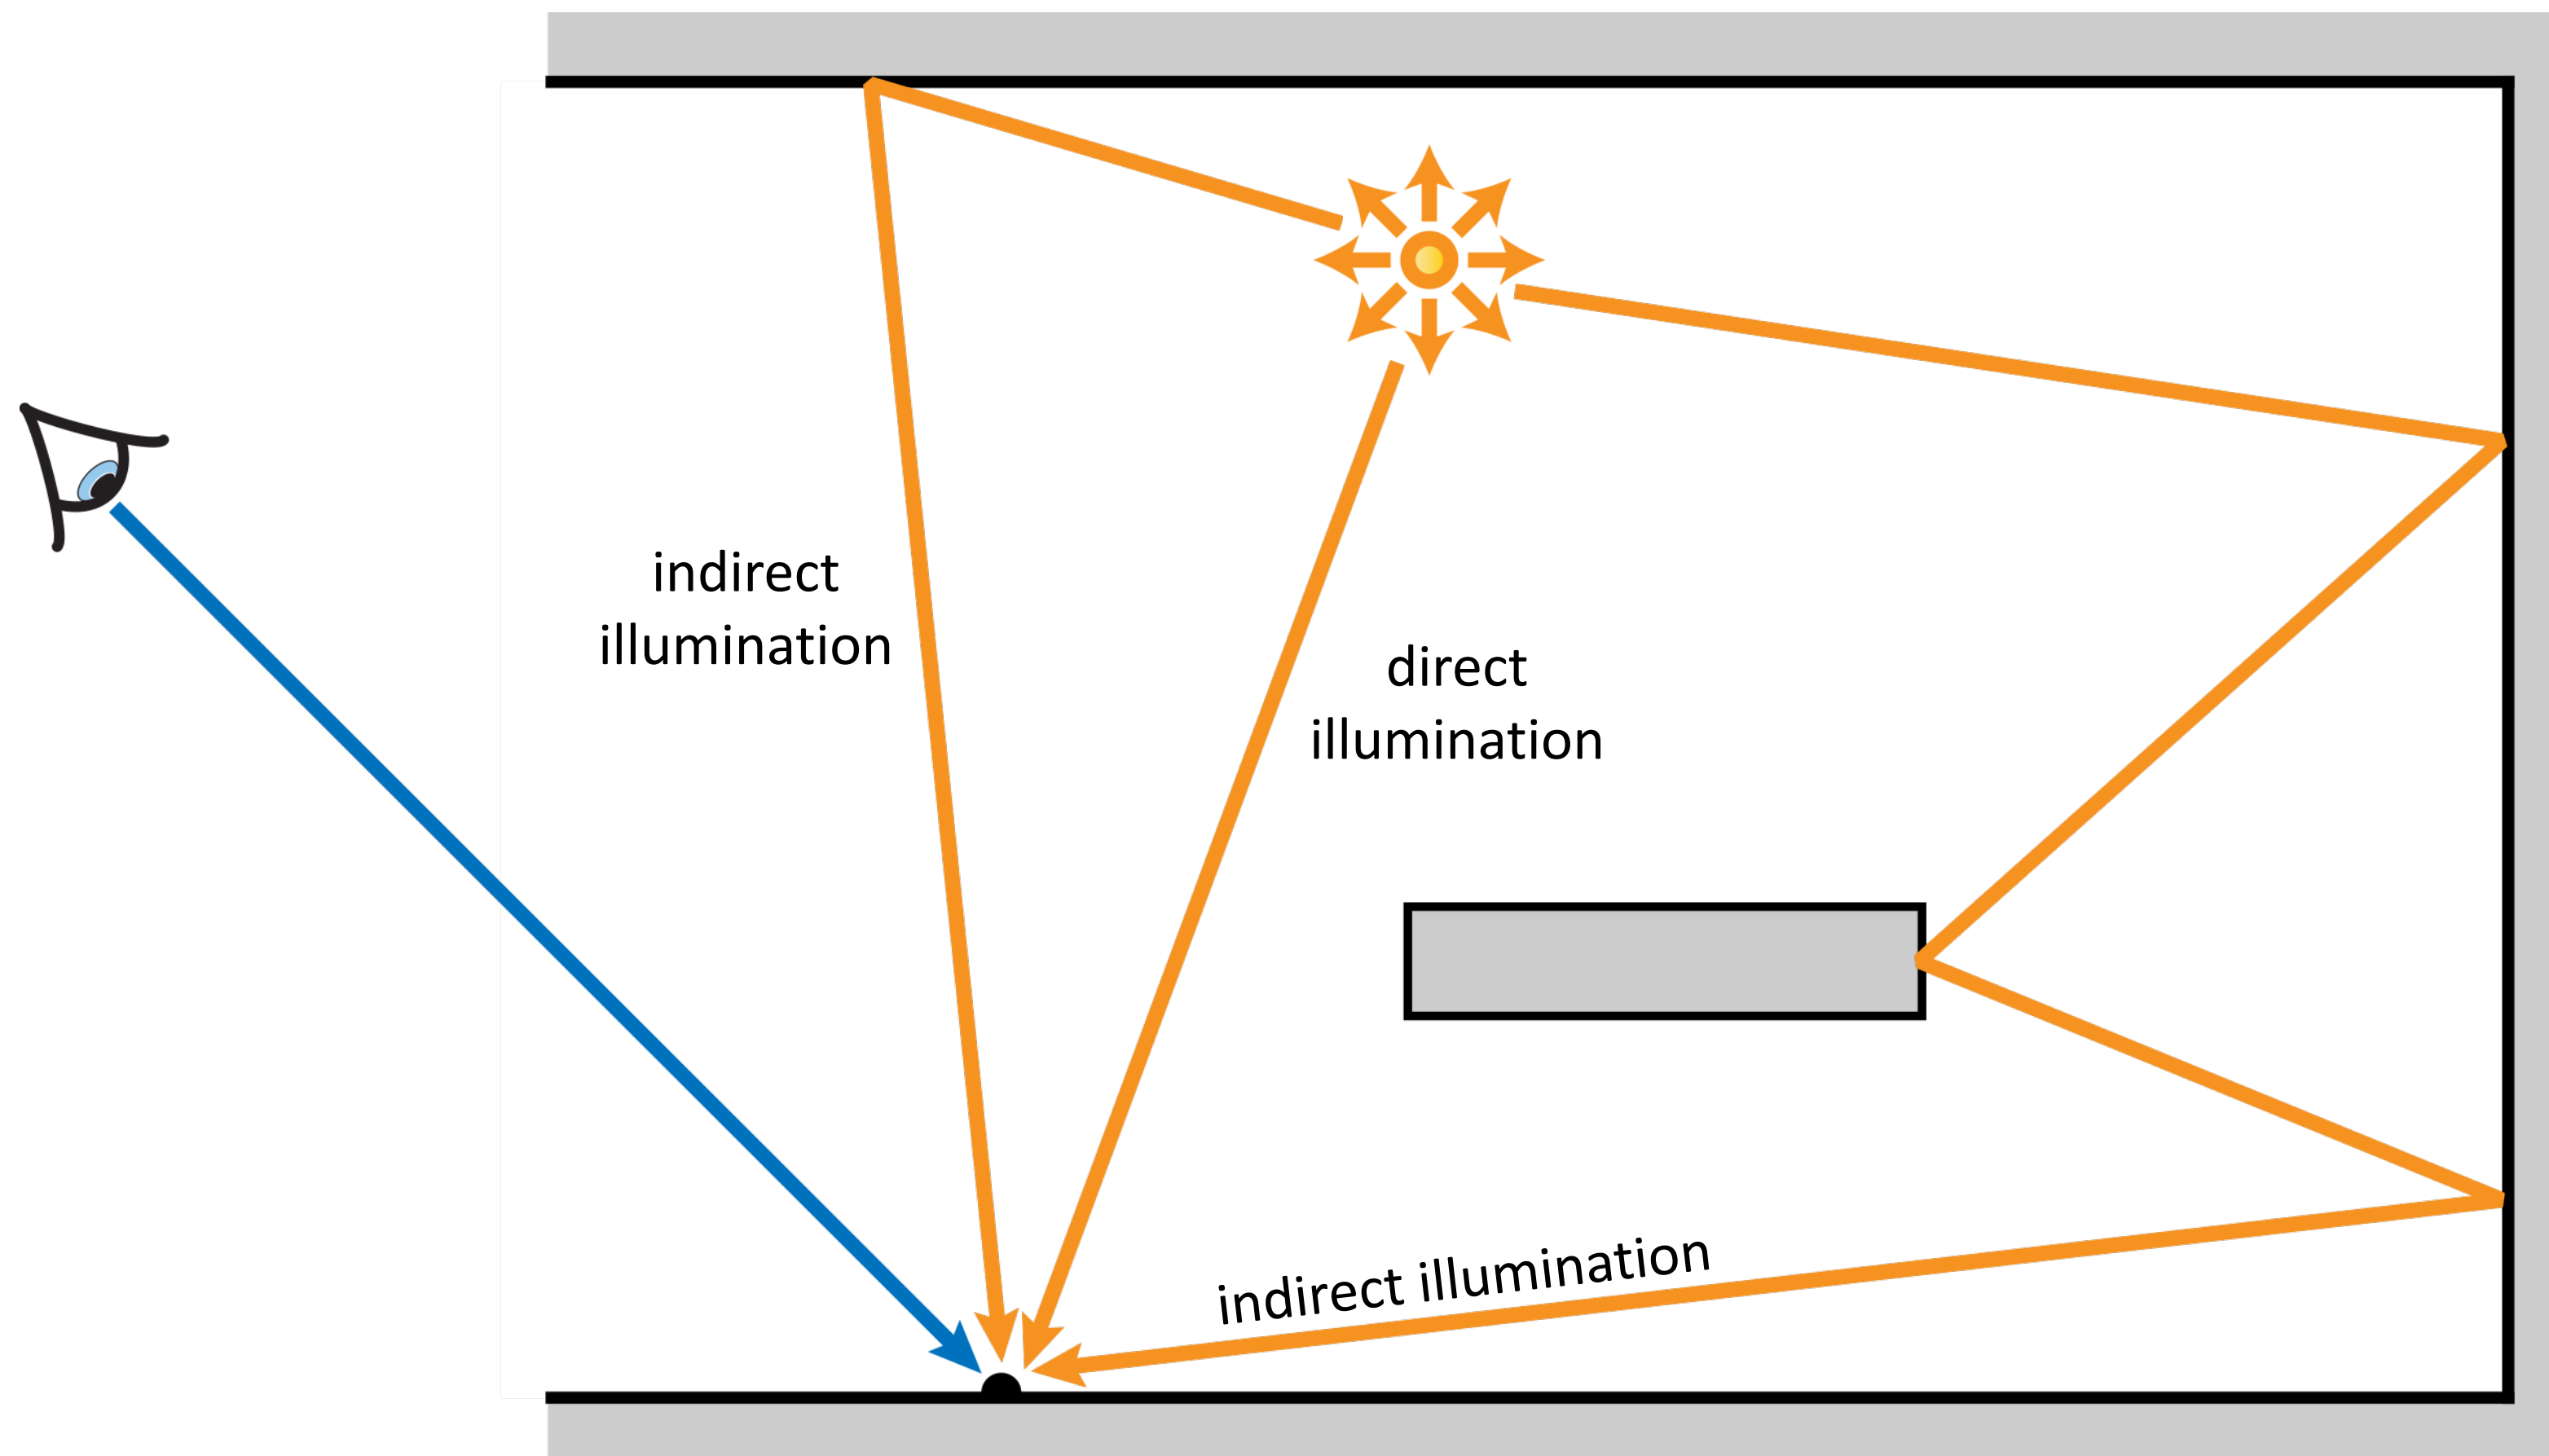 indirect
illumination
direct
illumination
indirect illumination